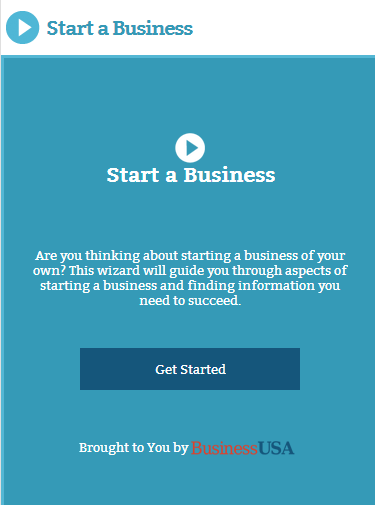 Start a Business
Start a Business
Are you thinking about starting a business of your
own? This wizard will guide you through aspects of
starting a business and finding information you
need to succeed.
Get Started
Brought to You by BusinessUSA